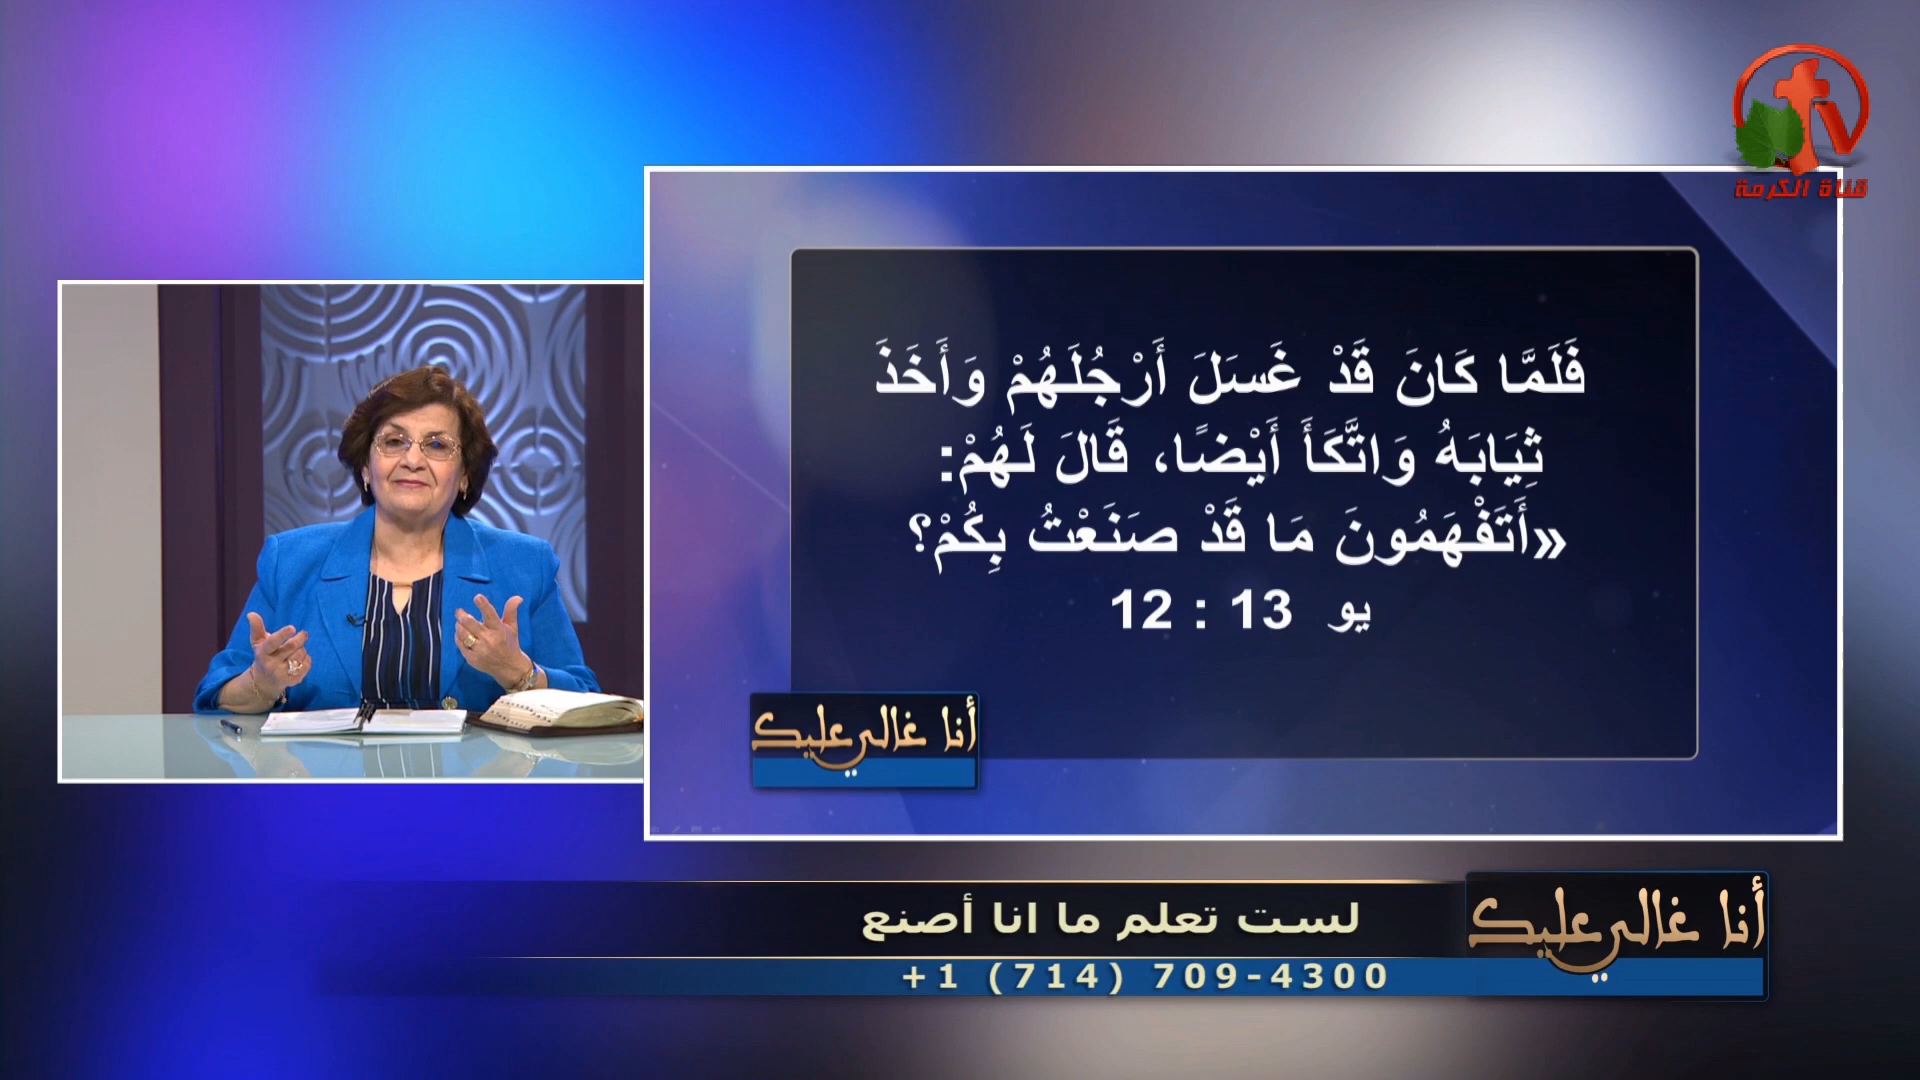 tv
قناة الكرمة
فَلَمَّا كَانَ قَدْ غَسَلَ أَرْجُلَهُمْ وَأَخَذَ
ثِيَابَهُ وَاتَّكَأَ أَيْضًا، قَالَ لَهُمْ:
«أَتَفْهَمُونَ مَا قَدْ صَنَعْتُ بِكُمْ؟
يو 13 : 12
أنا غالي عليك
لست تعلم ما انا أصنع
أنا غالي عليك
+1 (714) 709-4300